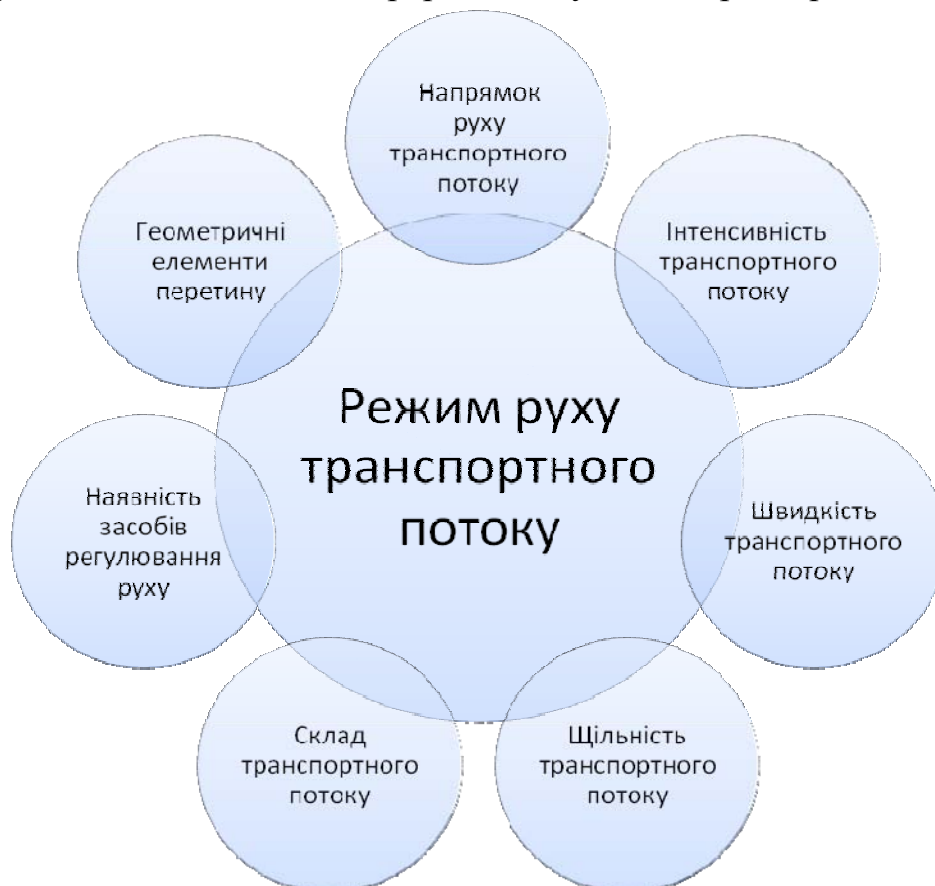 Напрямок
руху
транспортного
потоку
Інтенсивність
транспортного
потоку
Швидкість
транспортного
потоку
Щільність
транспортного
потоку
Склад
транспортного
потоку
Наявність
засобів
регулювання
руху
Геометричні
елементи
перетину
Режим руху
транспортного
потоку